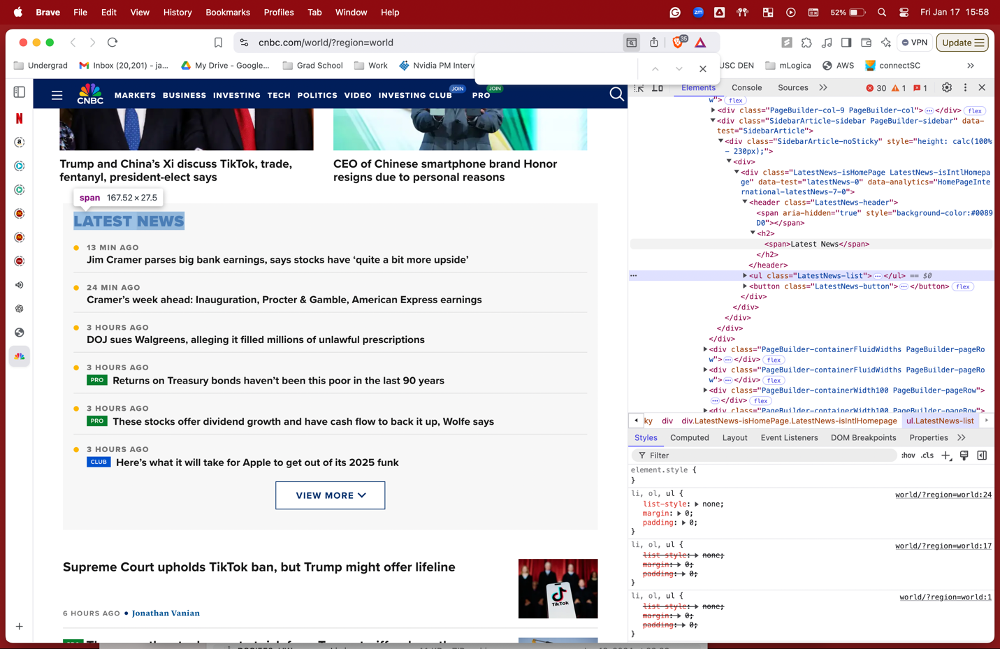 Brave File Edit View History Bookmarks Profiles Tab Window Help
zm
52%
Fri Jan 17 15:58
cnbc.com/world/?region=world
35
VPN
Update
Undergrad
Inbox (20,201) - ja...
My Drive - Google...
Grad School
Work
Nvidia PM Interv
USC DEN
mLogica
AWS
connectSC
CNBC
MARKETS BUSINESS INVESTING TECH POLITICS VIDEO INVESTING CLUB JOIN PRO JOIN
Trump and China’s Xi discuss TikTok, trade,
fentanyl, president-elect says
CEO of Chinese smartphone brand Honor
resigns due to personal reasons
span 167.52 × 27.5
LATEST NEWS
13 MIN AGO
Jim Cramer parses big bank earnings, says stocks have ‘quite a bit more upside’
24 MIN AGO
Cramer’s week ahead: Inauguration, Procter & Gamble, American Express earnings
3 HOURS AGO
DOJ sues Walgreens, alleging it filled millions of unlawful prescriptions
3 HOURS AGO
PRO Returns on Treasury bonds haven’t been this poor in the last 90 years
3 HOURS AGO
PRO These stocks offer dividend growth and have cash flow to back it up, Wolfe says
3 HOURS AGO
CLUB Here’s what it will take for Apple to get out of its 2025 funk
VIEW MORE
Supreme Court upholds TikTok ban, but Trump might offer lifeline
TikTok
6 HOURS AGO • Jonathan Vanian
Elements Console Sources
30 1 1
w"> flex
<div class="PageBuilder-col-9 PageBuilder-col">…</div> flex
<div class="SidebarArticle-sidebar PageBuilder-sidebar" data-
test="SidebarArticle">
<div class="SidebarArticle-noSticky" style="height: calc(100%
- 230px);">
<div>
<div class="LatestNews-isHomePage LatestNews-isIntlHomepa
ge" data-test="latestNews-0" data-analytics="HomePageInte
rnational-latestNews-7-0">
<header class="LatestNews-header">
<span aria-hidden="true" style="background-color:#0089
D0"></span>
<h2>
<span>Latest News</span>
</h2>
</header>
<ul class="LatestNews-list">…</ul> == $0
<button class="LatestNews-button">…</button> flex
</div>
</div>
</div>
</div>
</div>
<div class="PageBuilder-containerFluidWidths PageBuilder-pageRo
w">…</div> flex
<div class="PageBuilder-containerFluidWidths PageBuilder-pageRo
w">…</div> flex
<div class="PageBuilder-containerWidth100 PageBuilder-pageRow">
…</div> flex
<div class="PageBuilder-containerWidth100 PageBuilder-pageRow">
ky div div.LatestNews-isHomePage.LatestNews-isIntlHomepage ul.LatestNews-list
Styles Computed Layout Event Listeners DOM Breakpoints Properties
Filter
:hov .cls
element.style {
}
li, ol, ul {
world/?region=world:24
list-style: none;
margin: 0;
padding: 0;
}
li, ol, ul {
world/?region=world:17
list-style: none;
margin: 0;
padding: 0;
}
li, ol, ul {
world/?region=world:1
list-style: none;
margin: 0;
padding: 0;
}